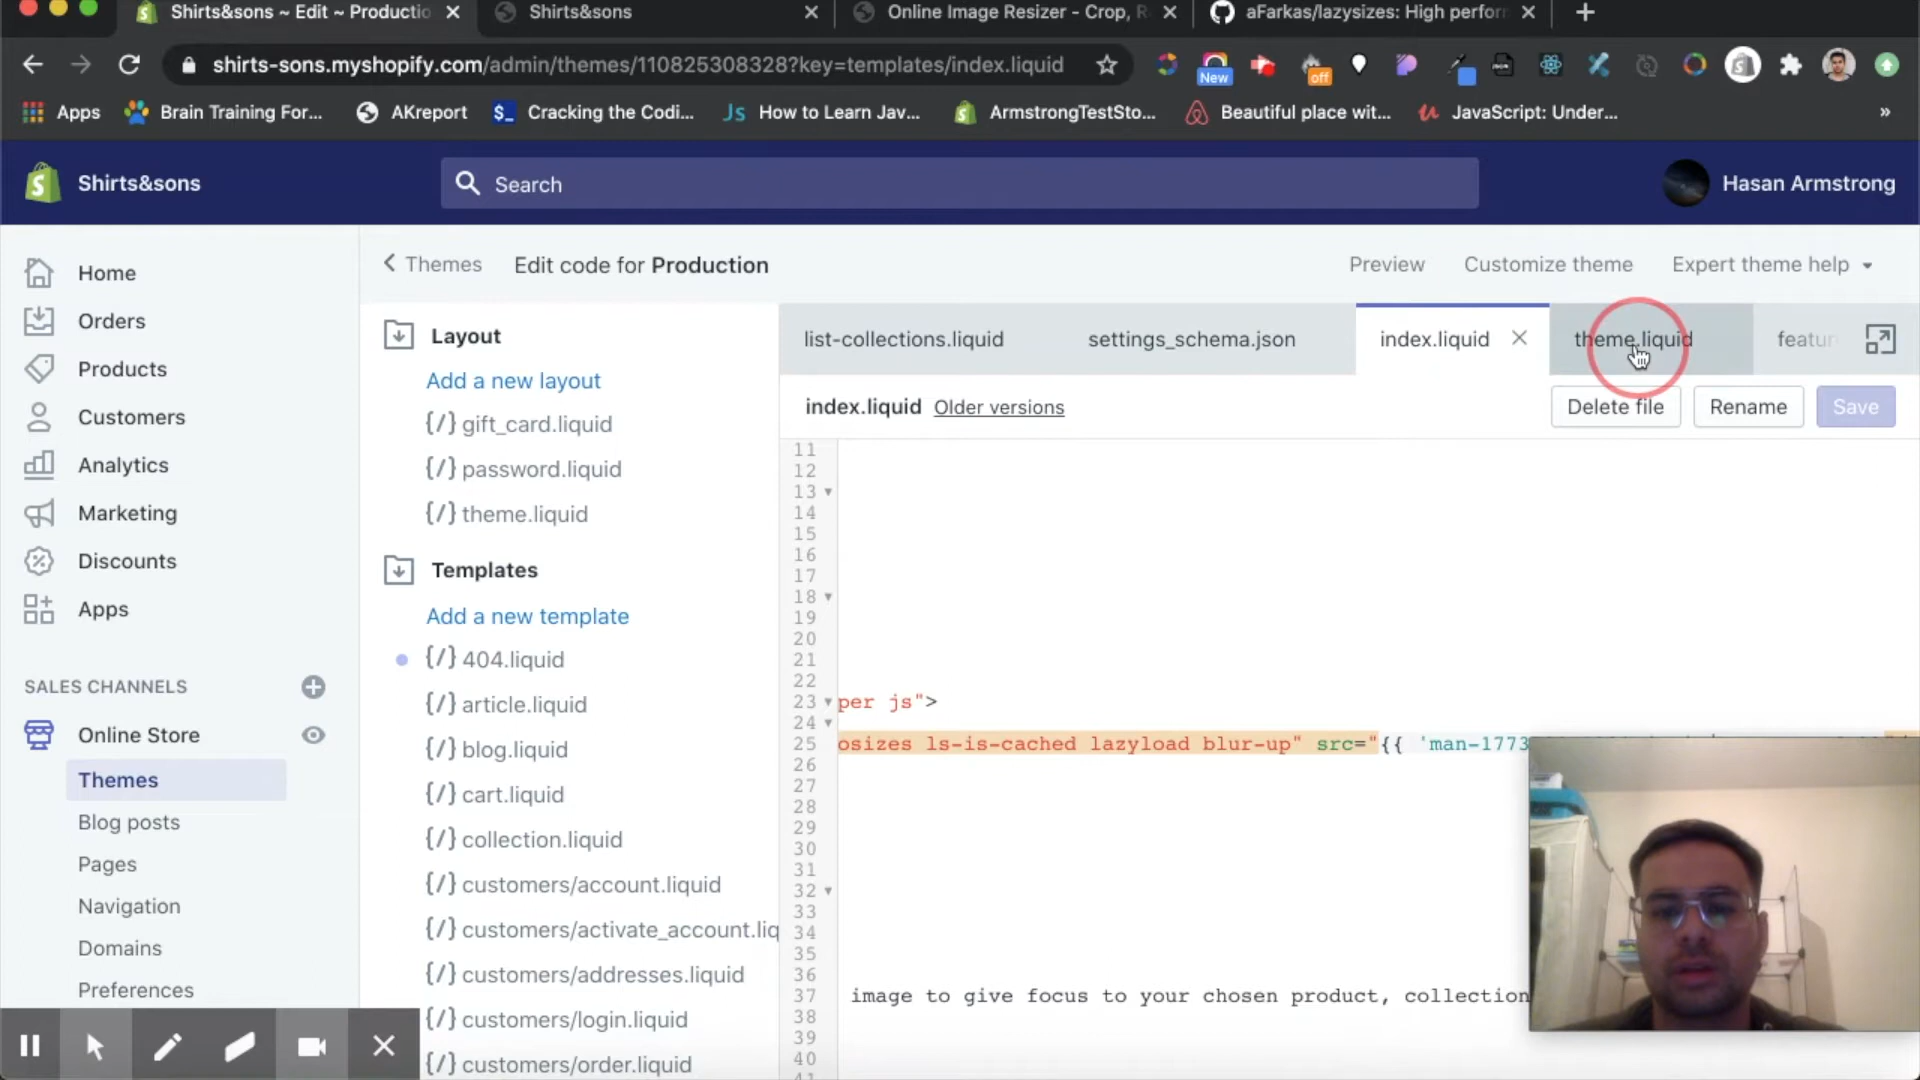 Shirts&sons ~ Edit ~ Productio
Shirts&sons
Online Image Resizer - Crop, R
aFarkas/lazysizes: High perfor
shirts-sons.myshopify.com/admin/themes/110825308328?key=templates/index.liquid
New
off
Apps
Brain Training For...
AKreport
Cracking the Codi...
JS
How to Learn Jav...
ArmstrongTestSto...
Beautiful place wit...
JavaScript: Under...
»
Shirts&sons
Search
Hasan Armstrong
Home
Orders
Products
Customers
Analytics
Marketing
Discounts
Apps
SALES CHANNELS
Online Store
Themes
Blog posts
Pages
Navigation
Domains
Preferences
Themes
Edit code for Production
Preview
Customize theme
Expert theme help
Layout
Add a new layout
{/} gift_card.liquid
{/} password.liquid
{/} theme.liquid
Templates
Add a new template
{/} 404.liquid
{/} article.liquid
{/} blog.liquid
{/} cart.liquid
{/} collection.liquid
{/} customers/account.liquid
{/} customers/activate_account.liq
{/} customers/addresses.liquid
{/} customers/login.liquid
{/} customers/order.liquid
list-collections.liquid
settings_schema.json
index.liquid
theme.liquid
featur
index.liquid
Older versions
Delete file
Rename
Save
11
12
13
14
15
16
17
18
19
20
21
22
23 per js">
24
25 osizes ls-is-cached lazyload blur-up" src="{{ 'man-1773
26
27
28
29
30
31
32
33
34
35
36
37 image to give focus to your chosen product, collection
38
39
40